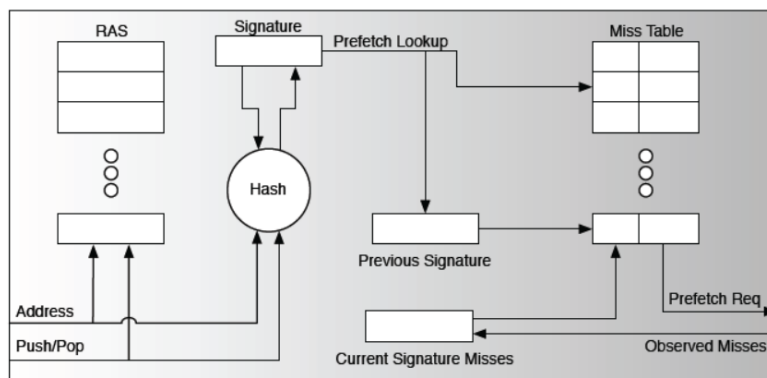 RAS
Signature
Prefetch Lookup
Miss Table
Hash
Previous Signature
Address
Prefetch Req
Push/Pop
Current Signature Misses
Observed Misses